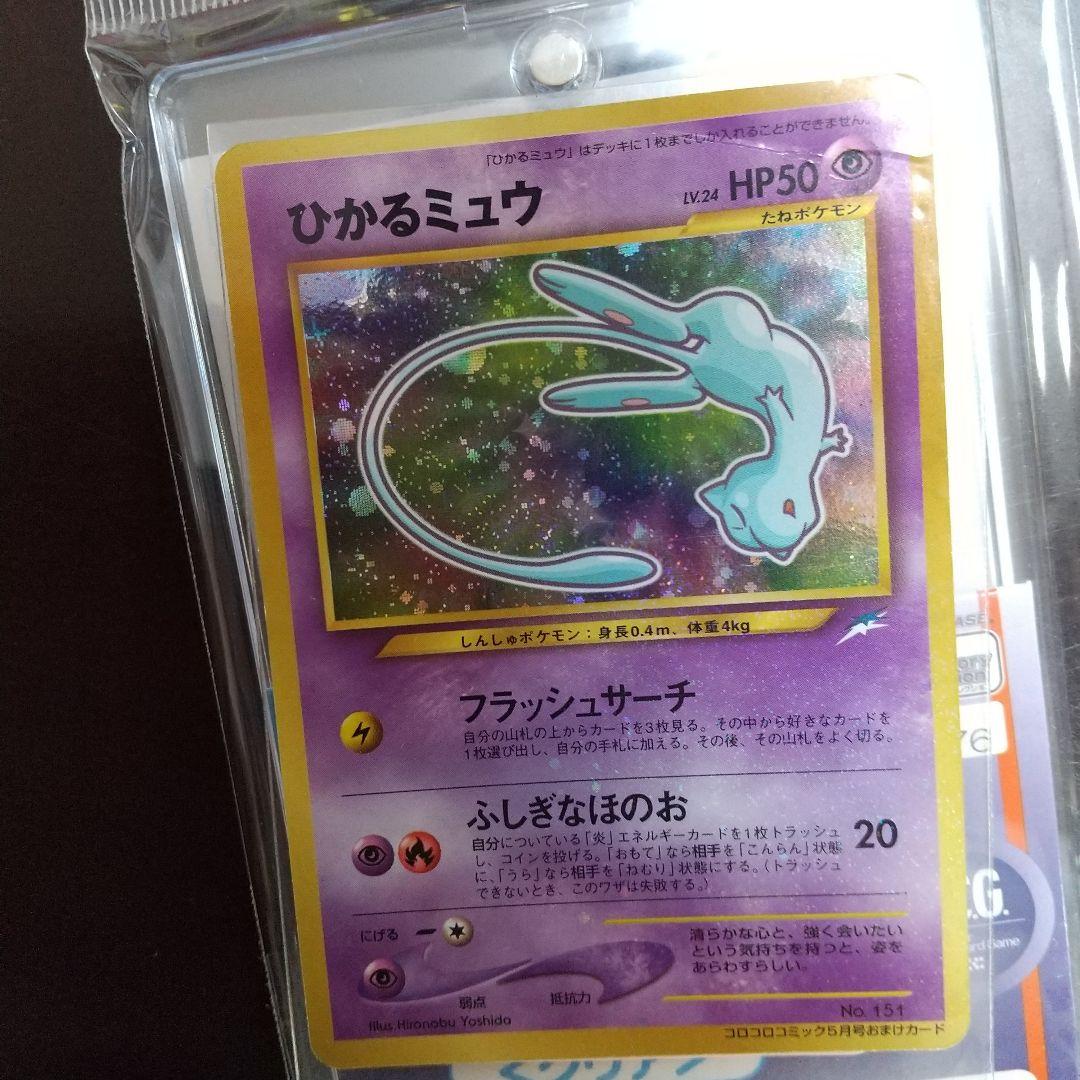 「ひかるミュウ」はデッキに1枚までしか入れることができません。
ひかるミュウ
LV.24 HP50
たねポケモン
しんしゅポケモン：身長0.4m、体重4kg
フラッシュサーチ
自分の山札の上からカードを3枚見る。その中から好きなカードを
1枚選び出し、自分の手札に加える。その後、その山札をよく切る。
ふしぎなほのお
20
自分についている「炎」エネルギーカードを1枚トラッシュ
し、コインを投げる。「おもて」なら相手を「こんらん」状態
に、「うら」なら相手を「ねむり」状態にする。（トラッシュ
できないとき、このワザは失敗する。）
にげる
弱点
抵抗力
清らかな心と、強く会いたい
という気持ちを持つと、姿を
あらわすらしい。
No. 151
Illus. Hironobu Yoshida
コロコロコミック5月号おまけカード
ASE
76
.G.
Game